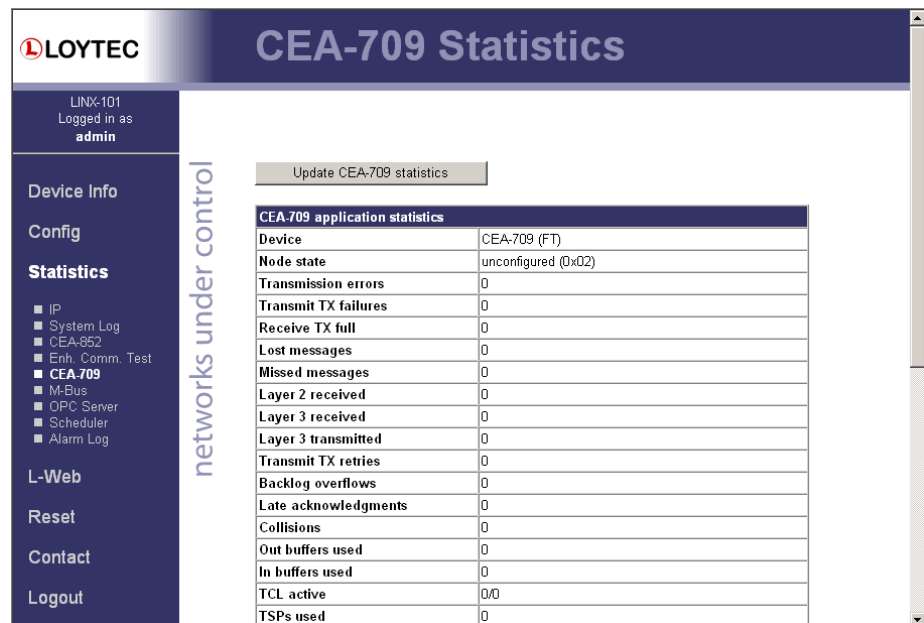 LOYTEC
CEA-709 Statistics
LINX-101
Logged in as
admin
Device Info
Config
Statistics
IP
System Log
CEA-852
Enh. Comm. Test
CEA-709
M-Bus
OPC Server
Scheduler
Alarm Log
L-Web
Reset
Contact
Logout
networks under control
Update CEA-709 statistics
CEA-709 application statistics
Device CEA-709 (FT)
Node state unconfigured (0x02)
Transmission errors 0
Transmit TX failures 0
Receive TX full 0
Lost messages 0
Missed messages 0
Layer 2 received 0
Layer 3 received 0
Layer 3 transmitted 0
Transmit TX retries 0
Backlog overflows 0
Late acknowledgments 0
Collisions 0
Out buffers used 0
In buffers used 0
TCL active 0/0
TSPs used 0